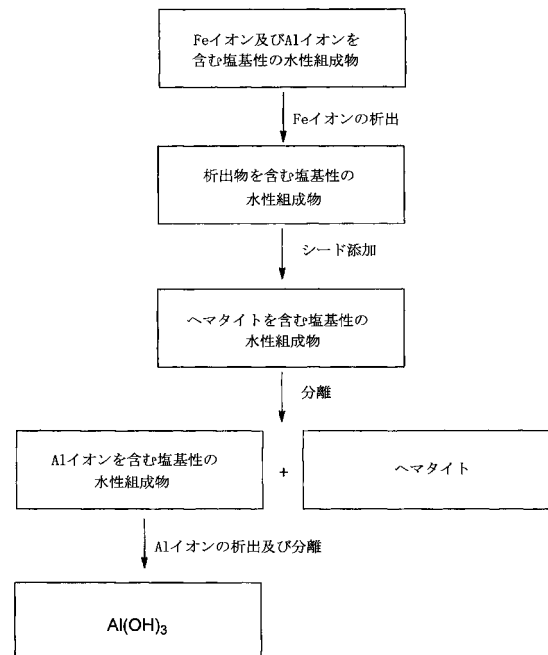 Feイオン及びAlイオンを
含む塩基性の水性組成物
Feイオンの析出
析出物を含む塩基性の
水性組成物
シード添加
ヘマタイトを含む塩基性の
水性組成物
分離
Alイオンを含む塩基性の
水性組成物
+
ヘマタイト
Alイオンの析出及び分離
Al(OH)3